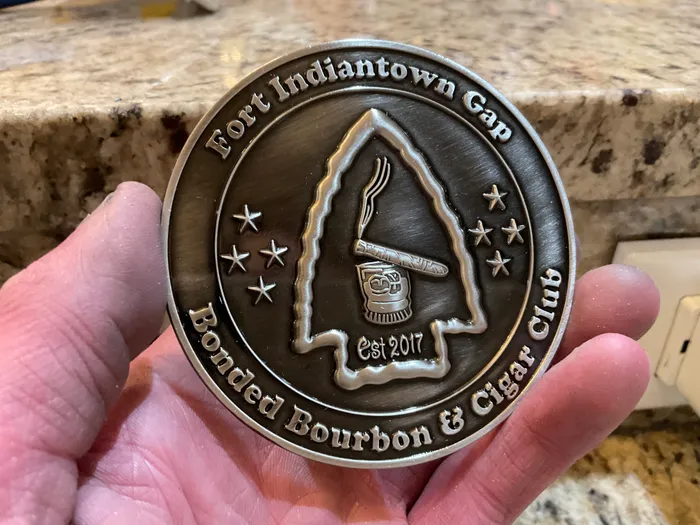 Fort Indiantown Gap
Est 2017
Bonded Bourbon & Cigar Club